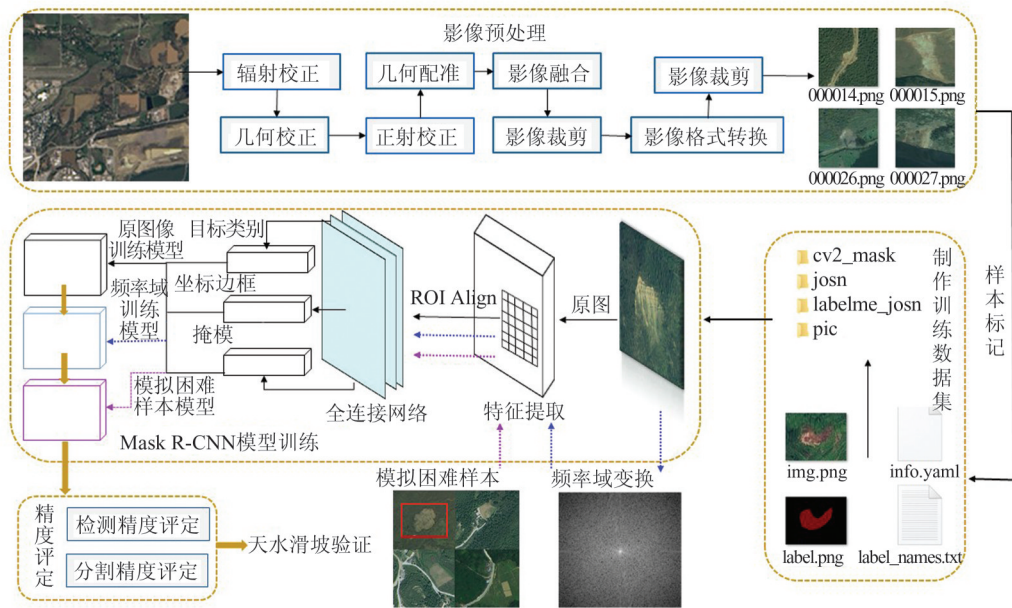 影像预处理
辐射校正
几何校正
正射校正
几何配准
影像融合
影像裁剪
影像格式转换
影像裁剪
000014.png
000015.png
000026.png
000027.png
样本标记
制作训练数据集
cv2_mask
josn
labelme_josn
pic
img.png
info.yaml
label.png
label_names.txt
原图
ROI Align
特征提取
全连接网络
目标类别
坐标边框
掩模
原图像
训练模型
频率域
训练
模型
模拟困难
样本模型
Mask R-CNN模型训练
模拟困难样本
频率域变换
精度评定
检测精度评定
分割精度评定
天水滑坡验证